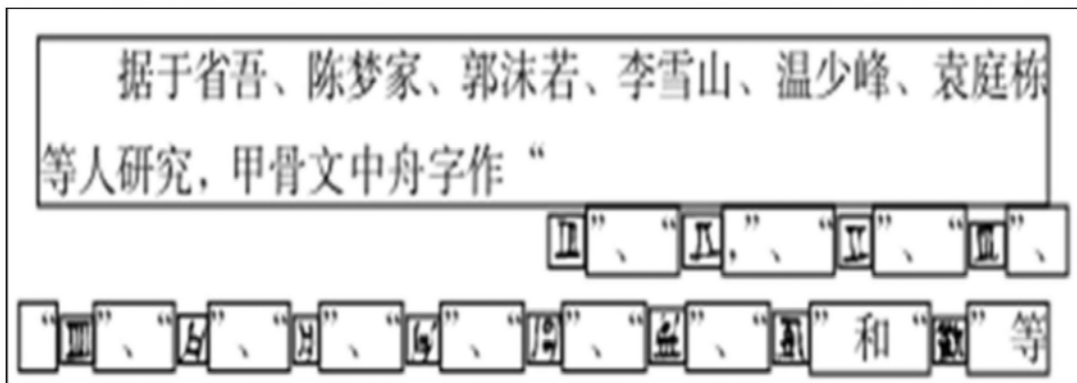 据于省吾、陈梦家、郭沫若、李雪山、温少峰、袁庭栋
等人研究，甲骨文中舟字作“
”、“ ”、“ ”、“ ”、
“ ”、“ ”、“ ”、“ ”、“ ”、“ ”、“ ”和“ ”等